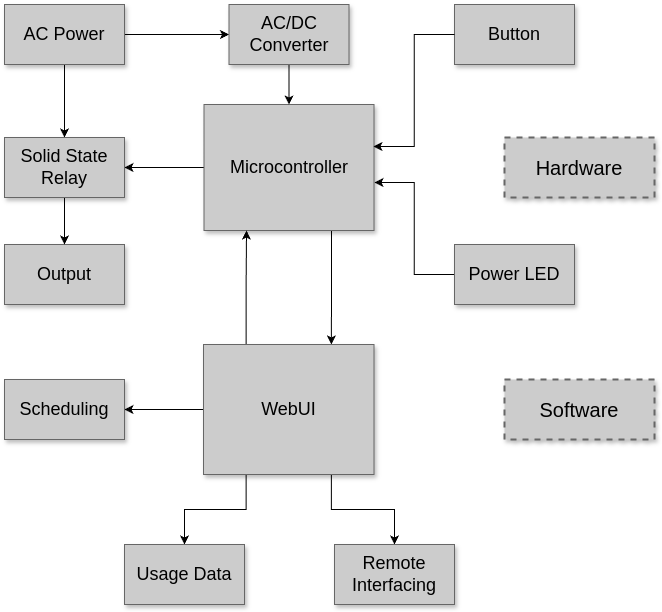 AC Power
AC/DC
Converter
Button
Solid State
Relay
Microcontroller
Hardware
Output
Power LED
Scheduling
WebUI
Software
Usage Data
Remote
Interfacing